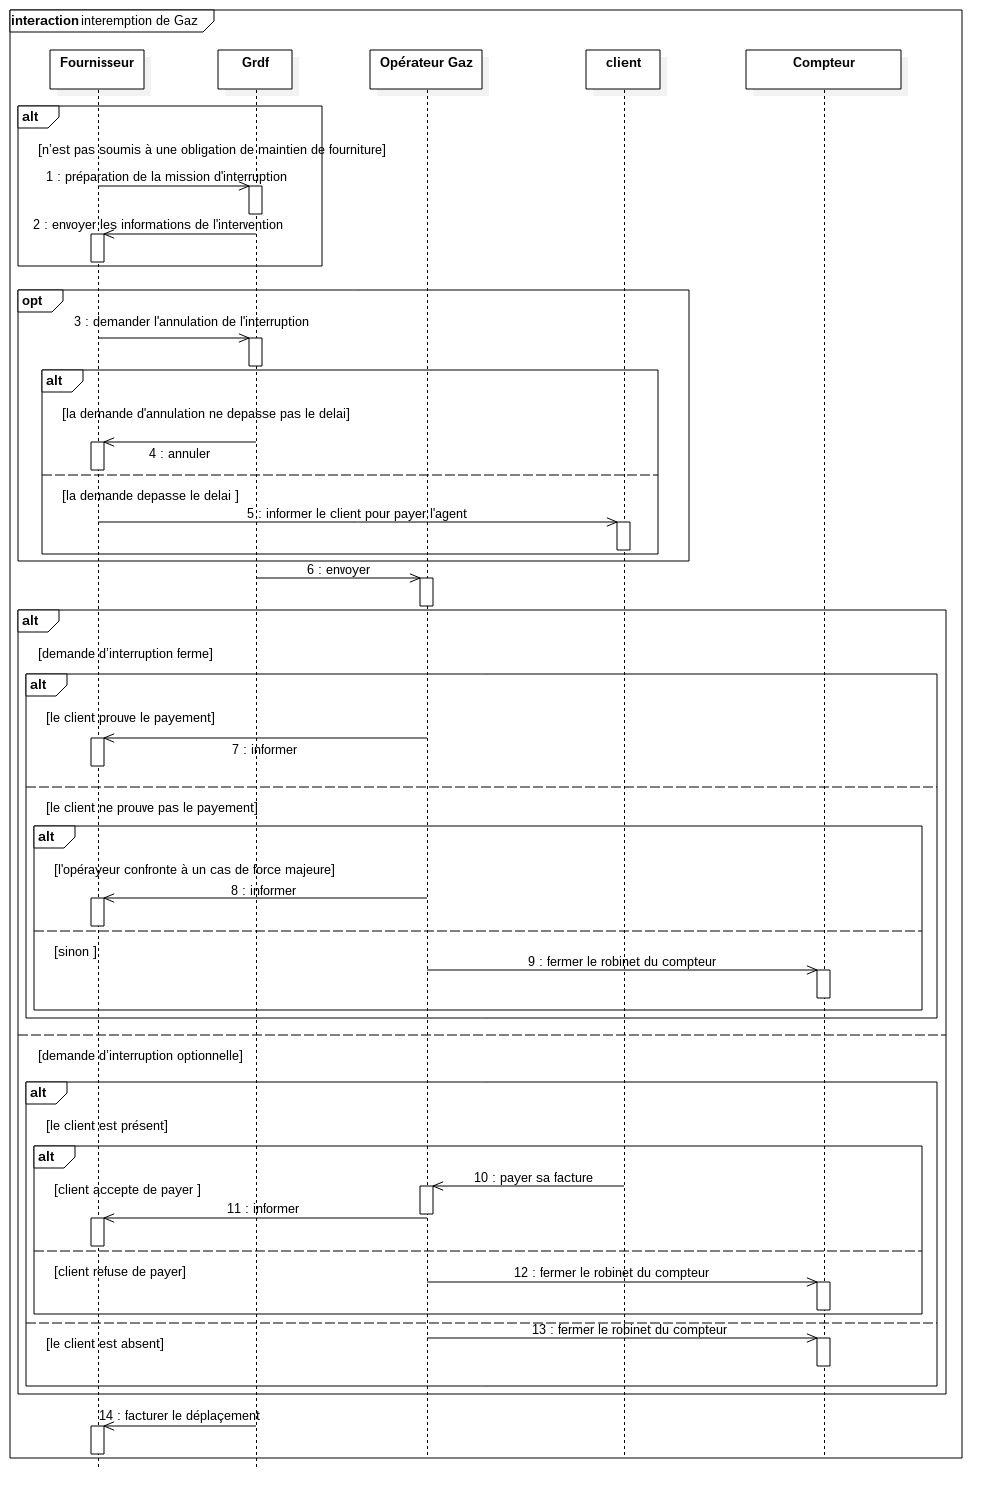 interaction interemption de Gaz
Fournisseur
Grdf
Opérateur Gaz
client
Compteur
alt
[n'est pas soumis à une obligation de maintien de fourniture]
1 : préparation de la mission d'interruption
2 : envoyer les informations de l'intervention
opt
3 : demander l'annulation de l'interruption
alt
[la demande d'annulation ne depasse pas le delai]
4 : annuler
[la demande depasse le delai ]
5 : informer le client pour payer l'agent
6 : envoyer
alt
[demande d'interruption ferme]
alt
[le client prouve le payement]
7 : informer
[le client ne prouve pas le payement]
alt
[l'opérayeur confronte à un cas de force majeure]
8 : informer
[sinon ]
9 : fermer le robinet du compteur
[demande d'interruption optionnelle]
alt
[le client est présent]
alt
10 : payer sa facture
[client accepte de payer ]
11 : informer
[client refuse de payer]
12 : fermer le robinet du compteur
13 : fermer le robinet du compteur
[le client est absent]
14 : facturer le déplaçement